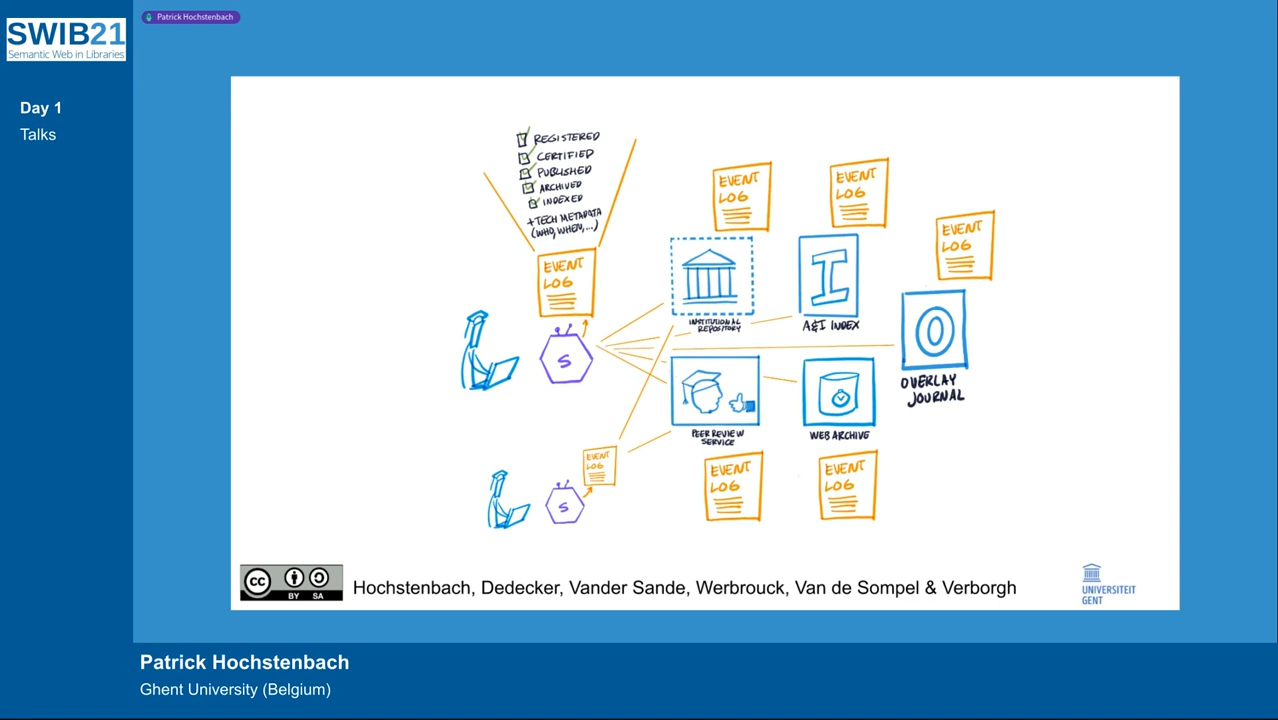 Patrick Hochstenbach
SWIB21
Semantic Web in Libraries
Day 1
Talks
REGISTERED
CERTIFIED
PUBLISHED
ARCHIVED
INDEXED
+TECH METADATA
(WHO, WHEN, ...)
EVENT
LOG
EVENT
LOG
EVENT
LOG
EVENT
LOG
INSTITUTIONAL
REPOSITORY
I
A&I INDEX
O
OVERLAY
JOURNAL
S
PEER REVIEW
SERVICE
WEB ARCHIVE
EVENT
LOG
S
EVENT
LOG
EVENT
LOG
CC
BY SA
Hochstenbach, Dedecker, Vander Sande, Werbrouck, Van de Sompel & Verborgh
UNIVERSITEIT
GENT
Patrick Hochstenbach
Ghent University (Belgium)